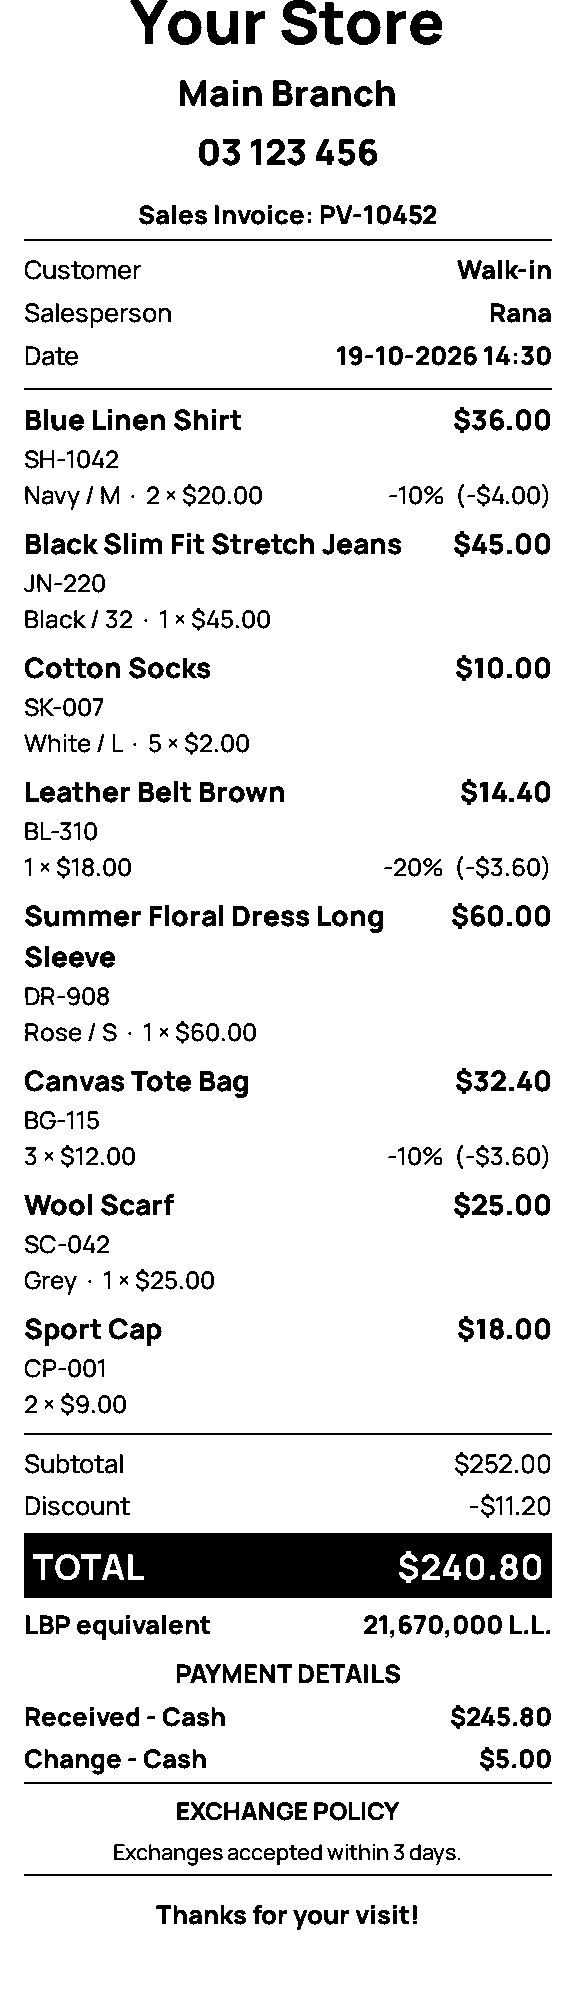 Your Store
Main Branch
03 123 456
Sales Invoice: PV-10452
Customer Walk-in
Salesperson Rana
Date 19-10-2026 14:30
Blue Linen Shirt $36.00
SH-1042
Navy / M · 2 × $20.00 -10% (-$4.00)
Black Slim Fit Stretch Jeans $45.00
JN-220
Black / 32 · 1 × $45.00
Cotton Socks $10.00
SK-007
White / L · 5 × $2.00
Leather Belt Brown $14.40
BL-310
1 × $18.00 -20% (-$3.60)
Summer Floral Dress Long $60.00
Sleeve
DR-908
Rose / S · 1 × $60.00
Canvas Tote Bag $32.40
BG-115
3 × $12.00 -10% (-$3.60)
Wool Scarf $25.00
SC-042
Grey · 1 × $25.00
Sport Cap $18.00
CP-001
2 × $9.00
Subtotal $252.00
Discount -$11.20
TOTAL $240.80
LBP equivalent 21,670,000 L.L.
PAYMENT DETAILS
Received - Cash $245.80
Change - Cash $5.00
EXCHANGE POLICY
Exchanges accepted within 3 days.
Thanks for your visit!